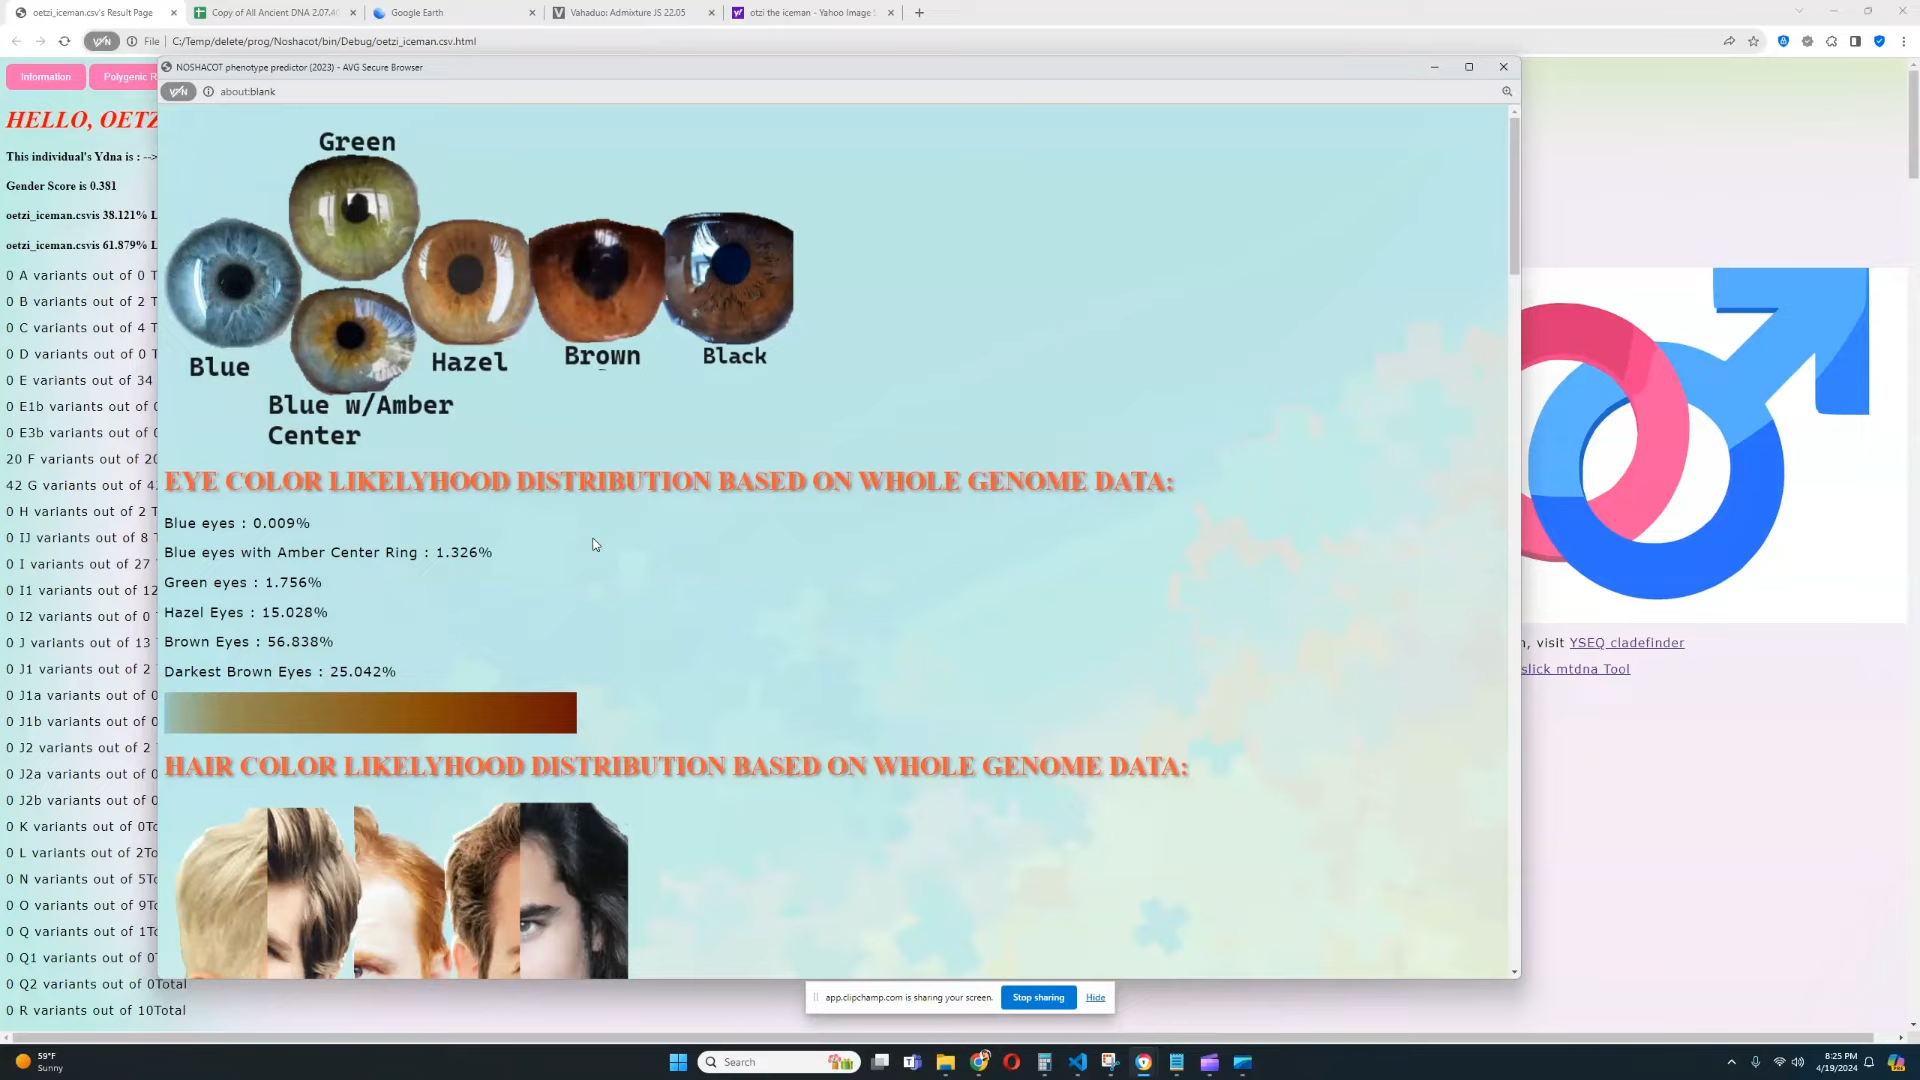 oetzi_iceman.csv's Result Page
Copy of All Ancient DNA 2.07.40
Google Earth
Vahaduo: Admixture JS 22.05
otzi the iceman - Yahoo Image
File
C:/Temp/delete/prog/Noshacot/bin/Debug/oetzi_iceman.csv.html
NOSHACOT phenotype predictor (2023) - AVG Secure Browser
about:blank
Information
Polygenic R
HELLO, OETZ
This individual's Ydna is : -->
Gender Score is 0.381
oetzi_iceman.csvis 38.121% L
oetzi_iceman.csvis 61.879% L
0 A variants out of 0 T
0 B variants out of 2 T
0 C variants out of 4 T
0 D variants out of 0 T
0 E variants out of 34
0 E1b variants out of 0
0 E3b variants out of 0
20 F variants out of 20
42 G variants out of 4
0 H variants out of 2 T
0 IJ variants out of 8
0 I variants out of 27
0 I1 variants out of 12
0 I2 variants out of 0 T
0 J variants out of 13
0 J1 variants out of 2
0 J1a variants out of 0
0 J1b variants out of 0
0 J2 variants out of 2
0 J2a variants out of 0
0 J2b variants out of 0
0 K variants out of 0To
0 L variants out of 2To
0 N variants out of 5To
0 O variants out of 9To
0 Q variants out of 1To
0 Q1 variants out of 0
0 Q2 variants out of 0Total
0 R variants out of 10Total
Green
Blue
Hazel
Brown
Black
Blue w/Amber
Center
EYE COLOR LIKELYHOOD DISTRIBUTION BASED ON WHOLE GENOME DATA:
Blue eyes : 0.009%
Blue eyes with Amber Center Ring : 1.326%
Green eyes : 1.756%
Hazel Eyes : 15.028%
Brown Eyes : 56.838%
Darkest Brown Eyes : 25.042%
HAIR COLOR LIKELYHOOD DISTRIBUTION BASED ON WHOLE GENOME DATA:
n, visit YSEQ cladefinder
slick mtdna Tool
app.clipchamp.com is sharing your screen.
Stop sharing
Hide
59°F
Sunny
Search
8:25 PM
4/19/2024